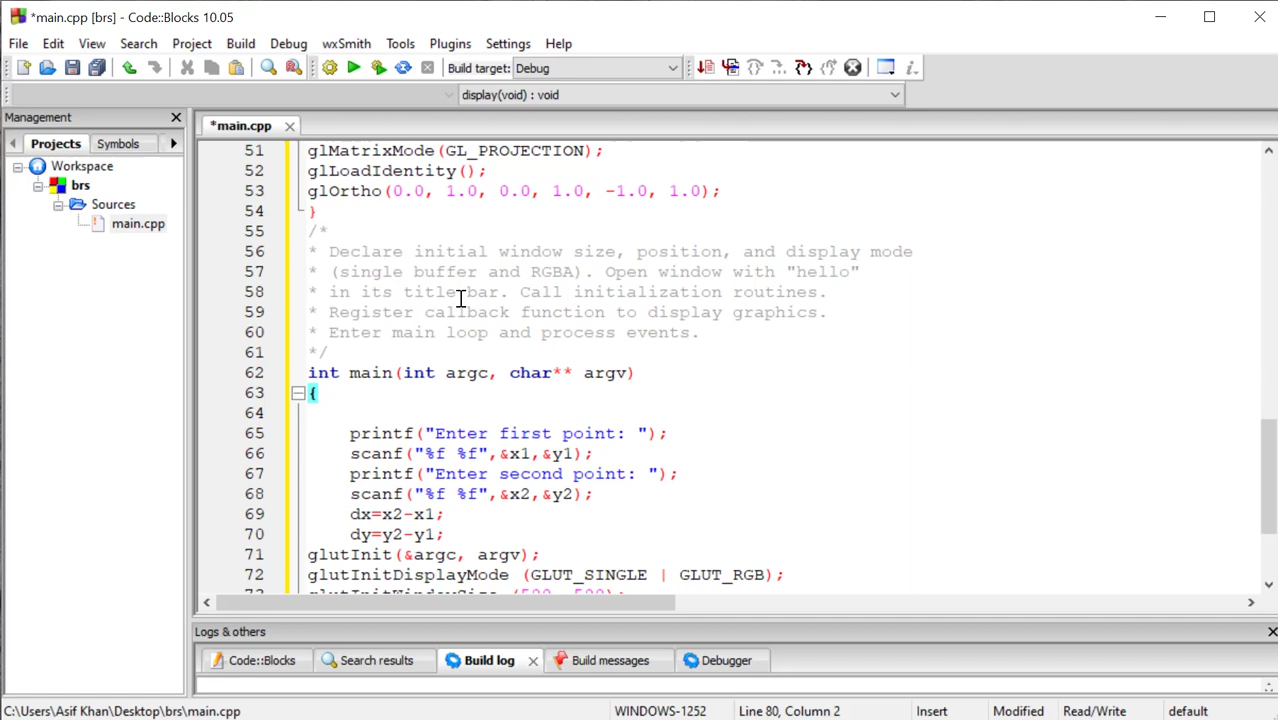 *main.cpp [brs] - Code::Blocks 10.05
File Edit View Search Project Build Debug wxSmith Tools Plugins Settings Help
Build target: Debug
display(void) : void
Management
*main.cpp
Projects Symbols
Workspace
brs
Sources
main.cpp
51 glMatrixMode(GL_PROJECTION);
52 glLoadIdentity();
53 glOrtho(0.0, 1.0, 0.0, 1.0, -1.0, 1.0);
54 }
55 /*
56 * Declare initial window size, position, and display mode
57 * (single buffer and RGBA). Open window with "hello"
58 * in its title bar. Call initialization routines.
59 * Register callback function to display graphics.
60 * Enter main loop and process events.
61 */
62 int main(int argc, char** argv)
63 {
64
65 printf("Enter first point: ");
66 scanf("%f %f",&x1,&y1);
67 printf("Enter second point: ");
68 scanf("%f %f",&x2,&y2);
69 dx=x2-x1;
70 dy=y2-y1;
71 glutInit(&argc, argv);
72 glutInitDisplayMode (GLUT_SINGLE | GLUT_RGB);
73 glutInitWindowSize (500, 500);
Logs & others
Code::Blocks Search results Build log Build messages Debugger
C:\Users\Asif Khan\Desktop\brs\main.cpp WINDOWS-1252 Line 80, Column 2 Insert Modified Read/Write default